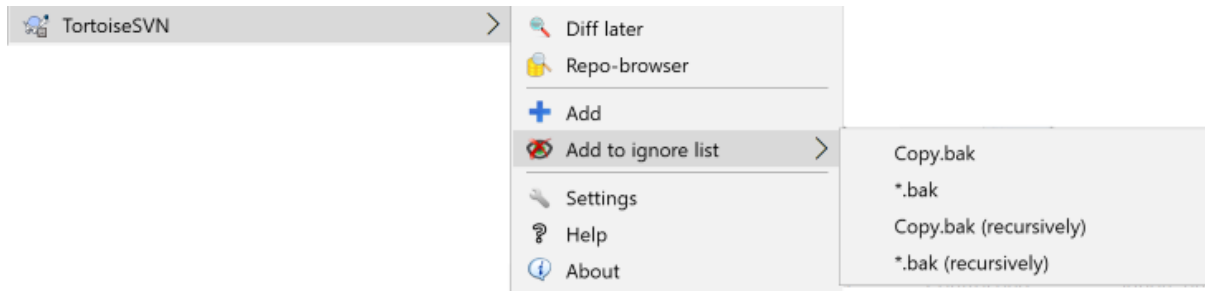 TortoiseSVN
Diff later
Repo-browser
Add
Add to ignore list
Copy.bak
*.bak
Copy.bak (recursively)
*.bak (recursively)
Settings
Help
About